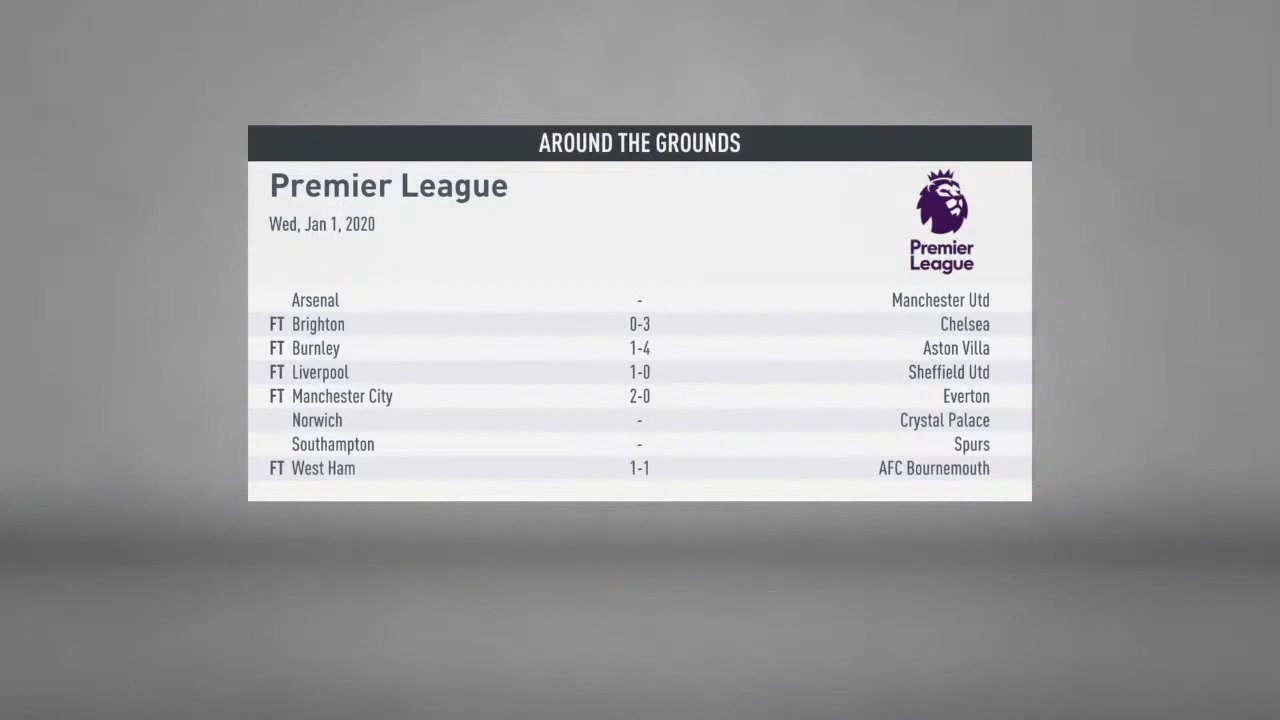 AROUND THE GROUNDS
Premier League
Wed, Jan 1, 2020
Premier
League
Arsenal - Manchester Utd
FT Brighton 0-3 Chelsea
FT Burnley 1-4 Aston Villa
FT Liverpool 1-0 Sheffield Utd
FT Manchester City 2-0 Everton
Norwich - Crystal Palace
Southampton - Spurs
FT West Ham 1-1 AFC Bournemouth